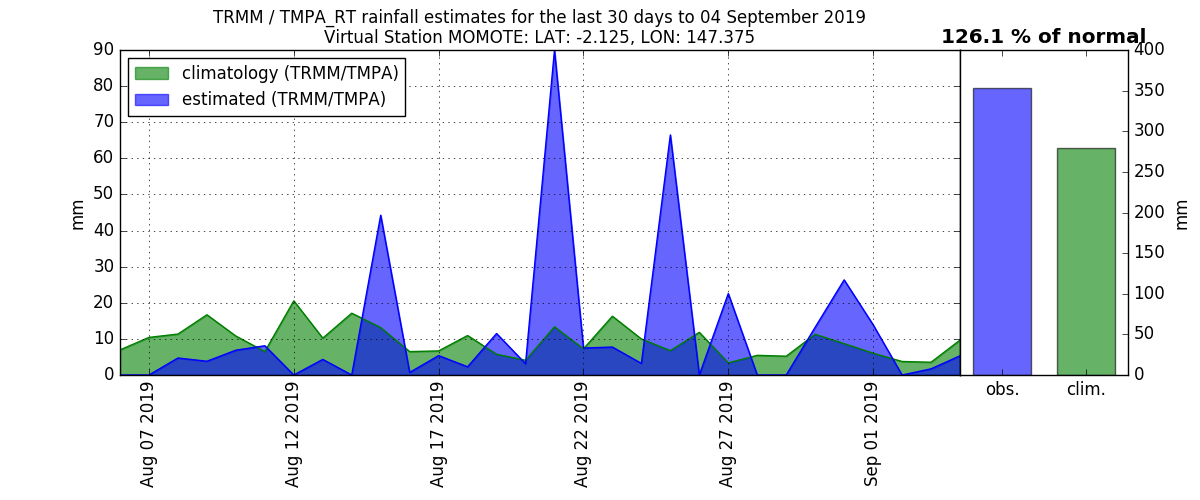 TRMM / TMPA_RT rainfall estimates for the last 30 days to 04 September 2019
Virtual Station MOMOTE: LAT: -2.125, LON: 147.375
126.1 % of normal
climatology (TRMM/TMPA)
estimated (TRMM/TMPA)
90
80
70
60
50
40
30
20
10
0
mm
Aug 07 2019
Aug 12 2019
Aug 17 2019
Aug 22 2019
Aug 27 2019
Sep 01 2019
400
350
300
250
200
150
100
50
0
mm
obs.
clim.